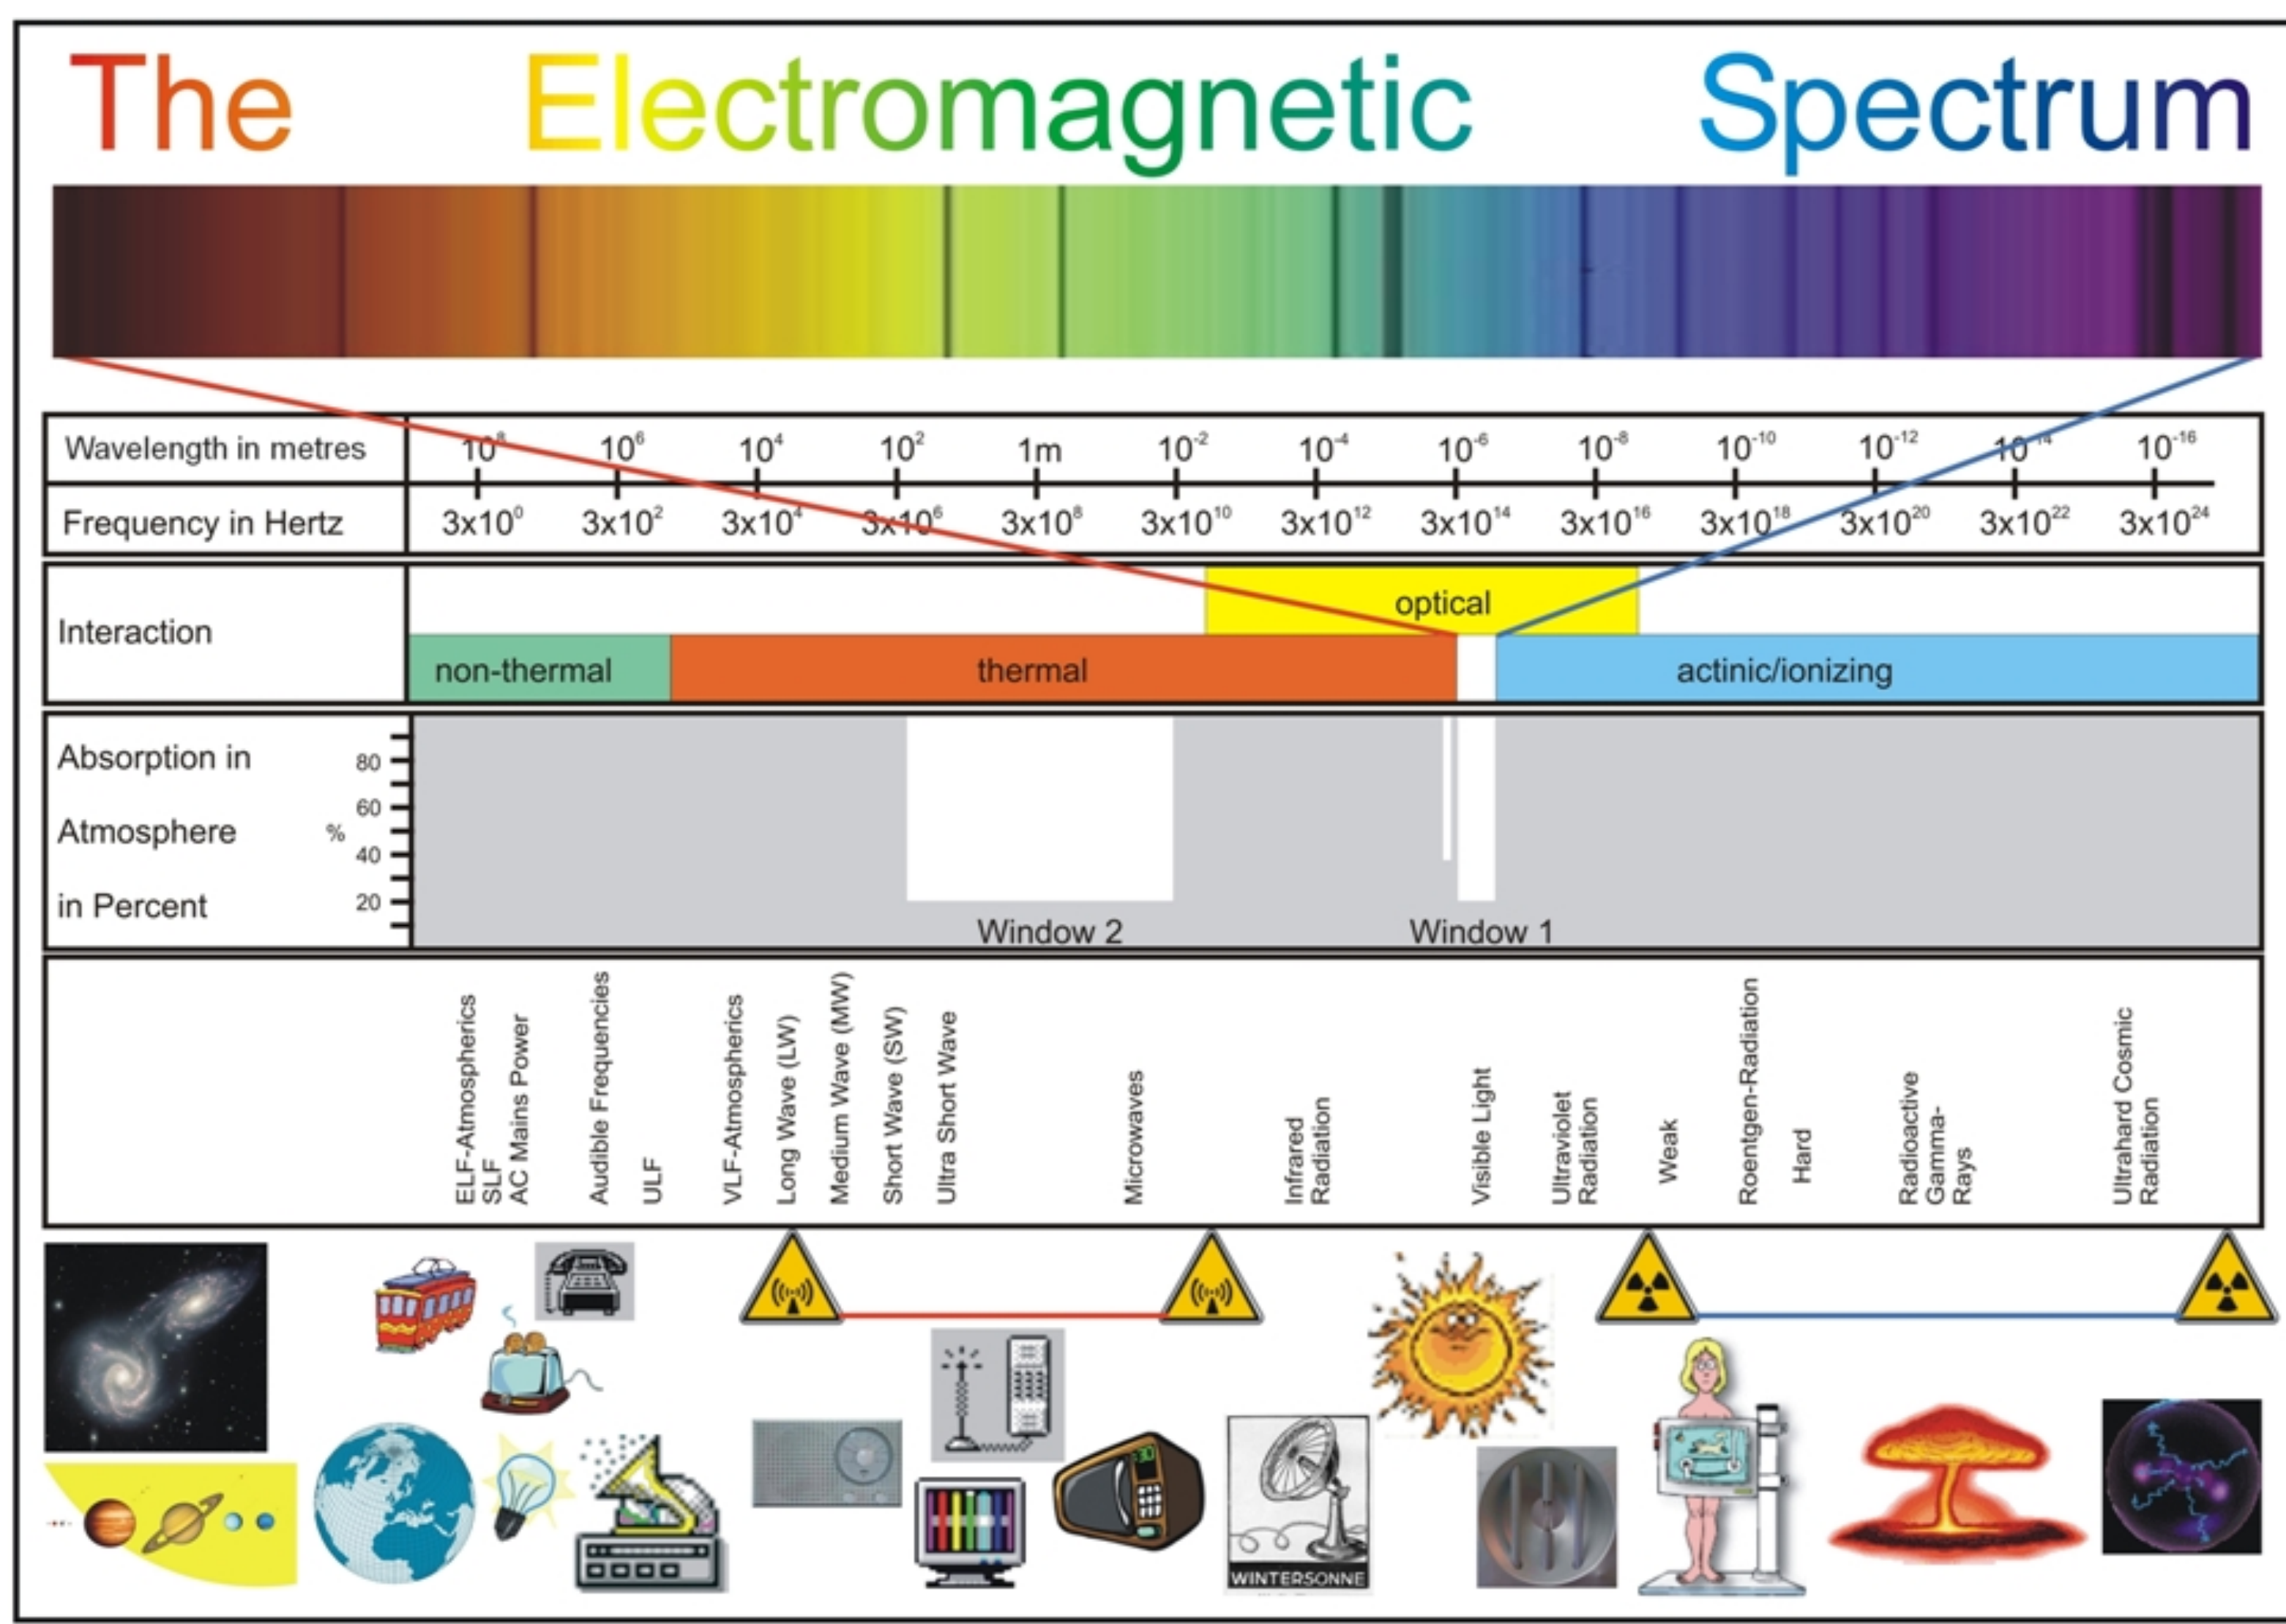 The Electromagnetic Spectrum
Wavelength in metres 10⁸ 10⁶ 10⁴ 10² 1m 10⁻² 10⁻⁴ 10⁻⁶ 10⁻⁸ 10⁻¹⁰ 10⁻¹² 10⁻¹⁴ 10⁻¹⁶
Frequency in Hertz 3x10⁰ 3x10² 3x10⁴ 3x10⁶ 3x10⁸ 3x10¹⁰ 3x10¹² 3x10¹⁴ 3x10¹⁶ 3x10¹⁸ 3x10²⁰ 3x10²² 3x10²⁴
optical
Interaction
non-thermal thermal actinic/ionizing
Absorption in 80
60
Atmosphere %
40
in Percent 20
Window 2 Window 1
ELF-Atmospherics
SLF
AC Mains Power
Audible Frequencies
ULF
VLF-Atmospherics
Long Wave (LW)
Medium Wave (MW)
Short Wave (SW)
Ultra Short Wave
Microwaves
Infrared
Radiation
Visible Light
Ultraviolet
Radiation
Weak
Roentgen-Radiation
Hard
Radioactive
Gamma-
Rays
Ultrahard Cosmic
Radiation
WINTERSONNE